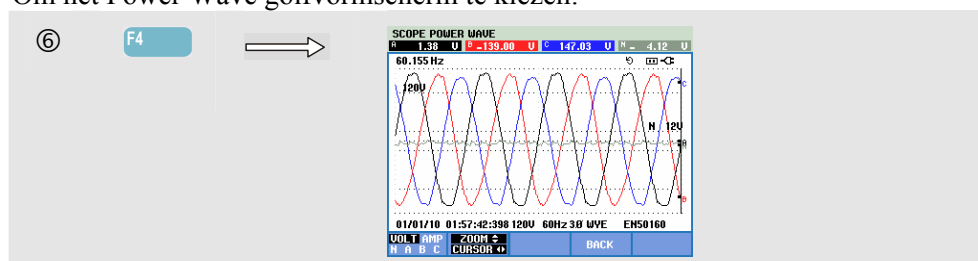 Om het Power Wave golfvormscherm te kiezen:
⑥ F4
SCOPE POWER WAVE
A 1.38 V B -139.00 V C 147.03 V N - 4.12 V
60.155 Hz
120V
C
N 12V
A
B
01/01/10 01:57:42:398 120V 60Hz 3Ø WYE EN50160
VOLT AMP ZOOM
N A B C CURSOR BACK